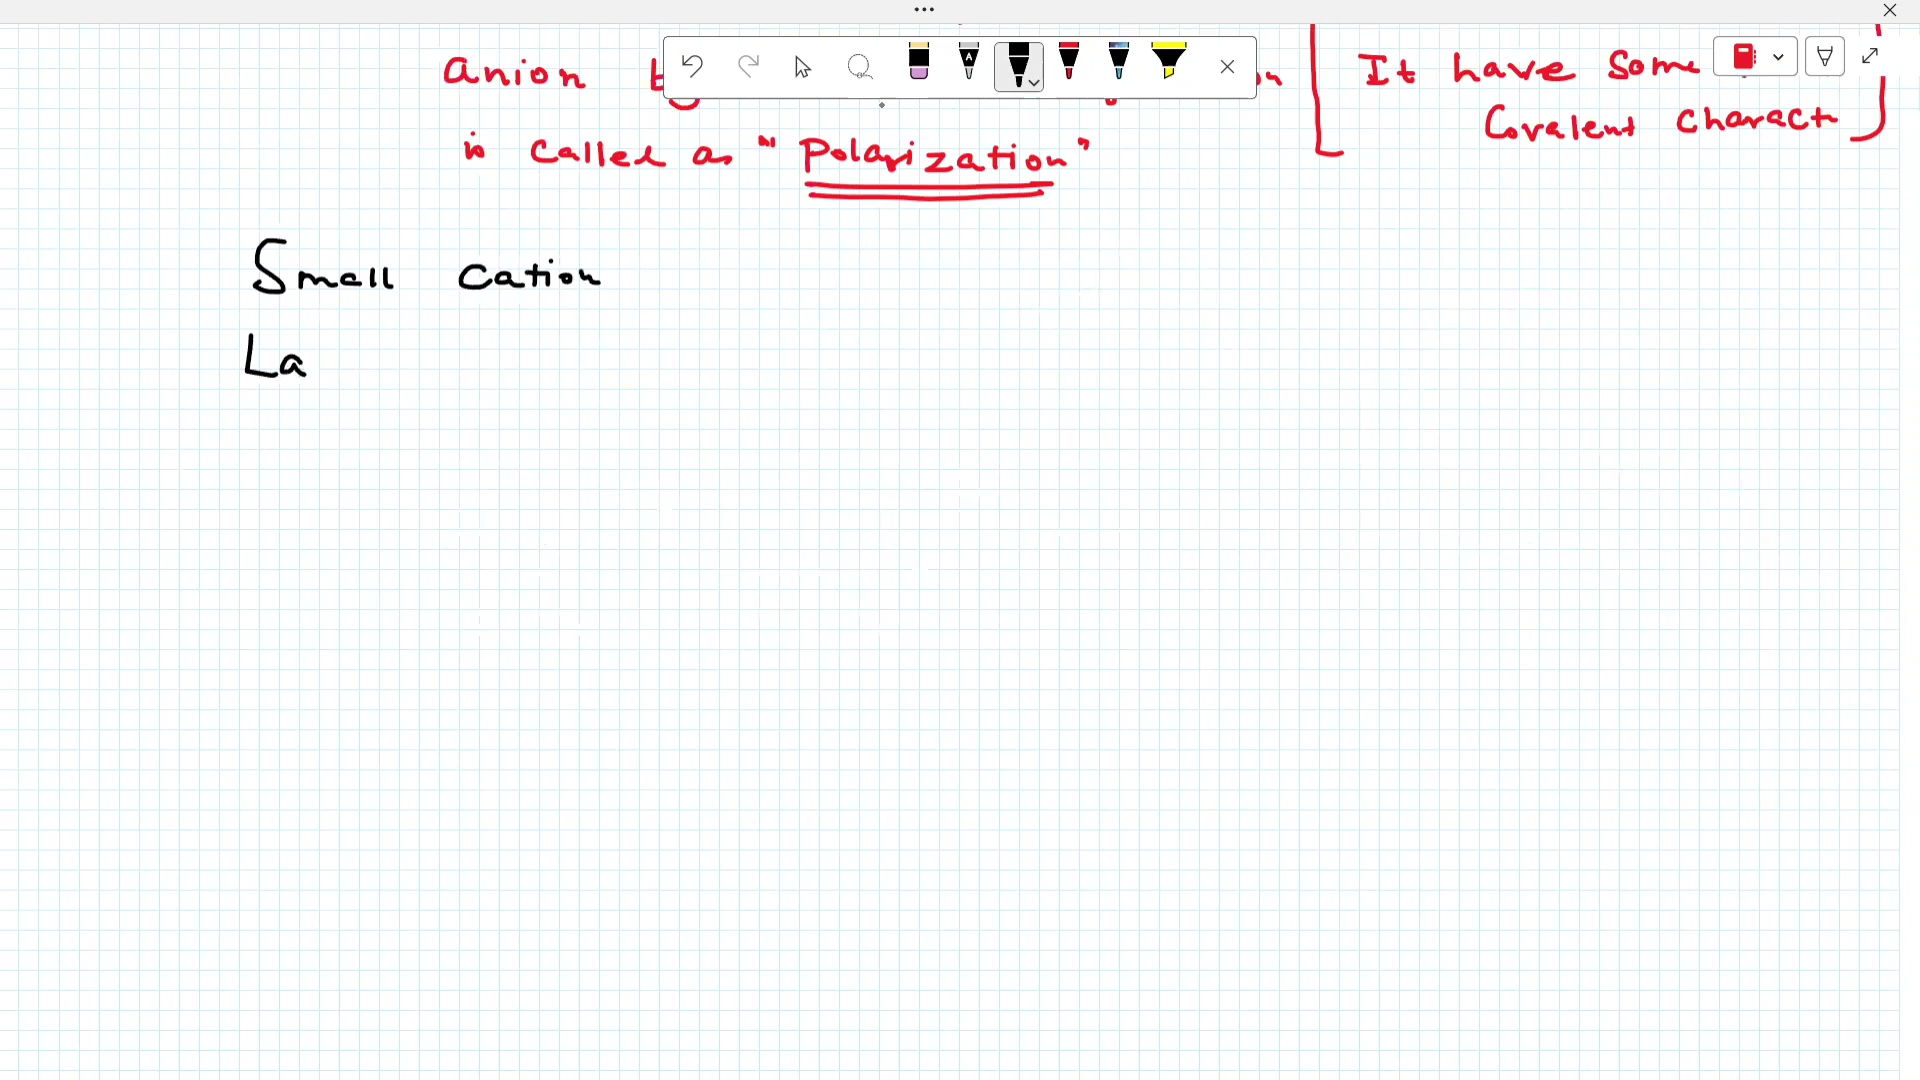 anion
is called as "Polarization"
It have some
Covalent charact
Small cation
La